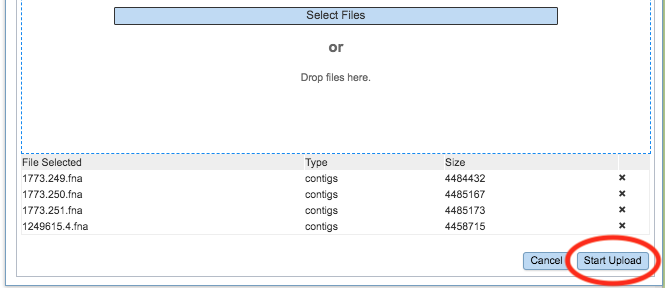 Select Files
or
Drop files here.
File Selected Type Size
1773.249.fna contigs 4484432 ×
1773.250.fna contigs 4485167 ×
1773.251.fna contigs 4485173 ×
1249615.4.fna contigs 4458715 ×
Cancel Start Upload